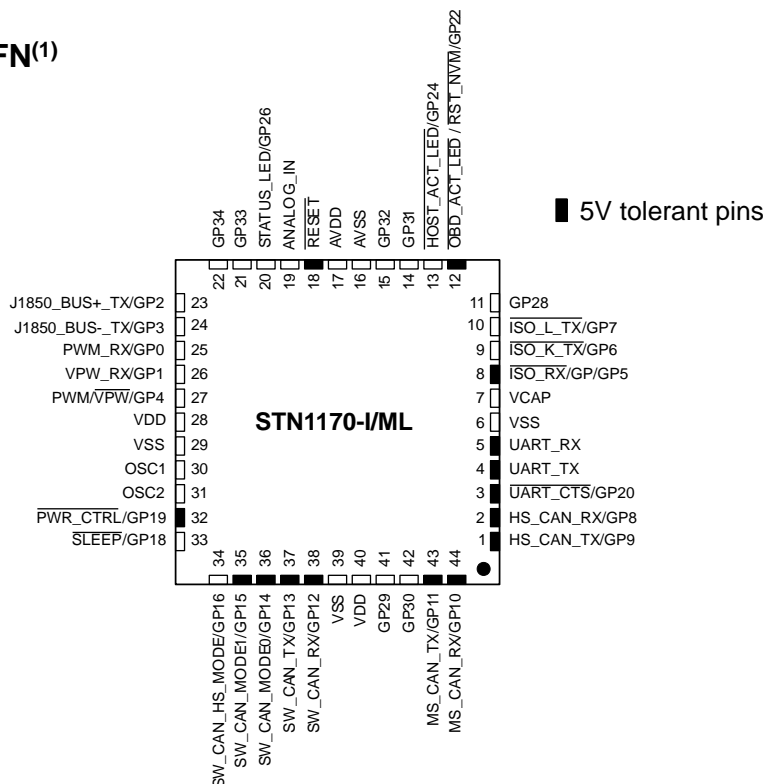 FN(1)
GP34
GP33
STATUS_LED/GP26
ANALOG_IN
RESET
AVDD
AVSS
GP32
GP31
HOST_ACT_LED/GP24
OBD_ACT_LED / RST_NVM/GP22
5V tolerant pins
22
21
20
19
18
17
16
15
14
13
12
J1850_BUS+_TX/GP2 23
J1850_BUS-_TX/GP3 24
PWM_RX/GP0 25
VPW_RX/GP1 26
PWM/VPW/GP4 27
VDD 28
VSS 29
OSC1 30
OSC2 31
PWR_CTRL/GP19 32
SLEEP/GP18 33
STN1170-I/ML
11 GP28
10 ISO_L_TX/GP7
9 ISO_K_TX/GP6
8 ISO_RX/GP/GP5
7 VCAP
6 VSS
5 UART_RX
4 UART_TX
3 UART_CTS/GP20
2 HS_CAN_RX/GP8
1 HS_CAN_TX/GP9
34
35
36
37
38
39
40
41
42
43
44
SW_CAN_HS_MODE/GP16
SW_CAN_MODE1/GP15
SW_CAN_MODE0/GP14
SW_CAN_TX/GP13
SW_CAN_RX/GP12
VSS
VDD
GP29
GP30
MS_CAN_TX/GP11
MS_CAN_RX/GP10